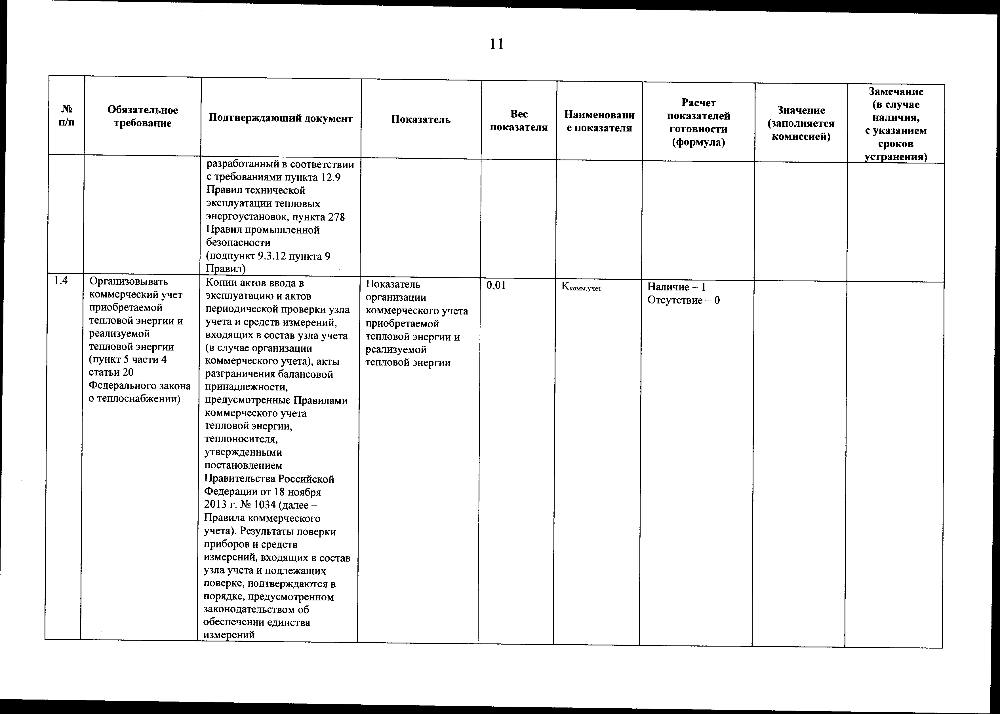 11
№
п/п
Обязательное
требование
Подтверждающий документ
Показатель
Вес
показателя
Наименовани
е показателя
Расчет
показателей
готовности
(формула)
Значение
(заполняется
комиссией)
Замечание
(в случае
наличия,
с указанием
сроков
устранения)
разработанный в соответствии
с требованиями пункта 12.9
Правил технической
эксплуатации тепловых
энергоустановок, пункта 278
Правил промышленной
безопасности
(подпункт 9.3.12 пункта 9
Правил)
1.4
Организовывать
коммерческий учет
приобретаемой
тепловой энергии и
реализуемой
тепловой энергии
(пункт 5 части 4
статьи 20
Федерального закона
о теплоснабжении)
Копии актов ввода в
эксплуатацию и актов
периодической проверки узла
учета и средств измерений,
входящих в состав узла учета
(в случае организации
коммерческого учета), акты
разграничения балансовой
принадлежности,
предусмотренные Правилами
коммерческого учета
тепловой энергии,
теплоносителя,
утвержденными
постановлением
Правительства Российской
Федерации от 18 ноября
2013 г. № 1034 (далее –
Правила коммерческого
учета). Результаты поверки
приборов и средств
измерений, входящих в состав
узла учета и подлежащих
поверке, подтверждаются в
порядке, предусмотренном
законодательством об
обеспечении единства
измерений
Показатель
организации
коммерческого учета
приобретаемой
тепловой энергии и
реализуемой
тепловой энергии
0,01
Ккомм.учет
Наличие – 1
Отсутствие – 0